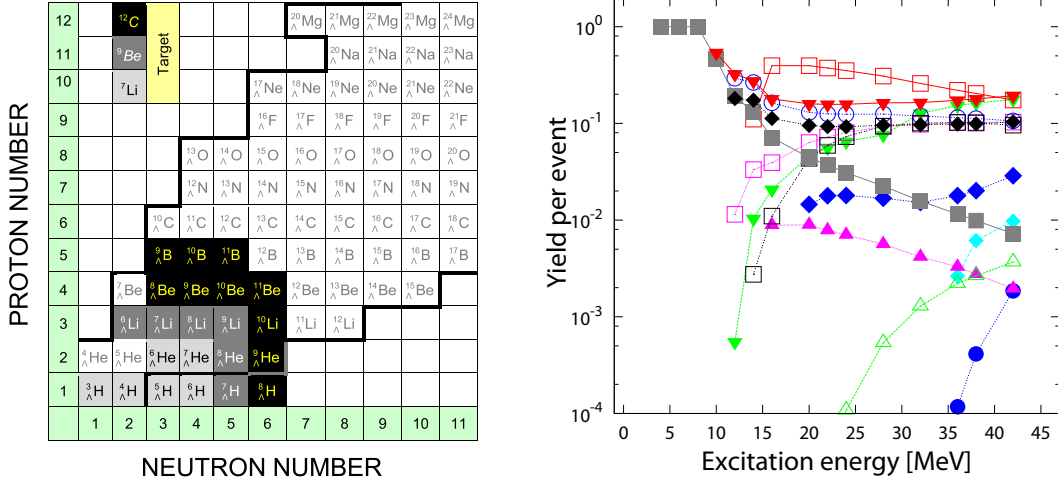 PROTON NUMBER
12 ¹²C Target ²⁰ΛMg ²¹ΛMg ²²ΛMg ²³ΛMg ²⁴ΛMg
11 ⁹Be ²⁰ΛNa ²¹ΛNa ²²ΛNa ²³ΛNa
10 ⁷Li ¹⁷ΛNe ¹⁸ΛNe ¹⁹ΛNe ²⁰ΛNe ²¹ΛNe ²²ΛNe
9 ¹⁶ΛF ¹⁷ΛF ¹⁸ΛF ¹⁹ΛF ²⁰ΛF ²¹ΛF
8 ¹³ΛO ¹⁴ΛO ¹⁵ΛO ¹⁶ΛO ¹⁷ΛO ¹⁸ΛO ¹⁹ΛO ²⁰ΛO
7 ¹²ΛN ¹³ΛN ¹⁴ΛN ¹⁵ΛN ¹⁶ΛN ¹⁷ΛN ¹⁸ΛN ¹⁹ΛN
6 ¹⁰ΛC ¹¹ΛC ¹²ΛC ¹³ΛC ¹⁴ΛC ¹⁵ΛC ¹⁶ΛC ¹⁷ΛC ¹⁸ΛC
5 ⁹ΛB ¹⁰ΛB ¹¹ΛB ¹²ΛB ¹³ΛB ¹⁴ΛB ¹⁵ΛB ¹⁶ΛB ¹⁷ΛB
4 ⁷ΛBe ⁸ΛBe ⁹ΛBe ¹⁰ΛBe ¹¹ΛBe ¹²ΛBe ¹³ΛBe ¹⁴ΛBe ¹⁵ΛBe
3 ⁶ΛLi ⁷ΛLi ⁸ΛLi ⁹ΛLi ¹⁰ΛLi ¹¹ΛLi ¹²ΛLi
2 ⁴ΛHe ⁵ΛHe ⁶ΛHe ⁷ΛHe ⁸ΛHe ⁹ΛHe
1 ³ΛH ⁴ΛH ⁵ΛH ⁶ΛH ⁷ΛH ⁸ΛH
1 2 3 4 5 6 7 8 9 10 11
NEUTRON NUMBER
Yield per event
10⁰
10⁻¹
10⁻²
10⁻³
10⁻⁴
0 5 10 15 20 25 30 35 40 45
Excitation energy [MeV]